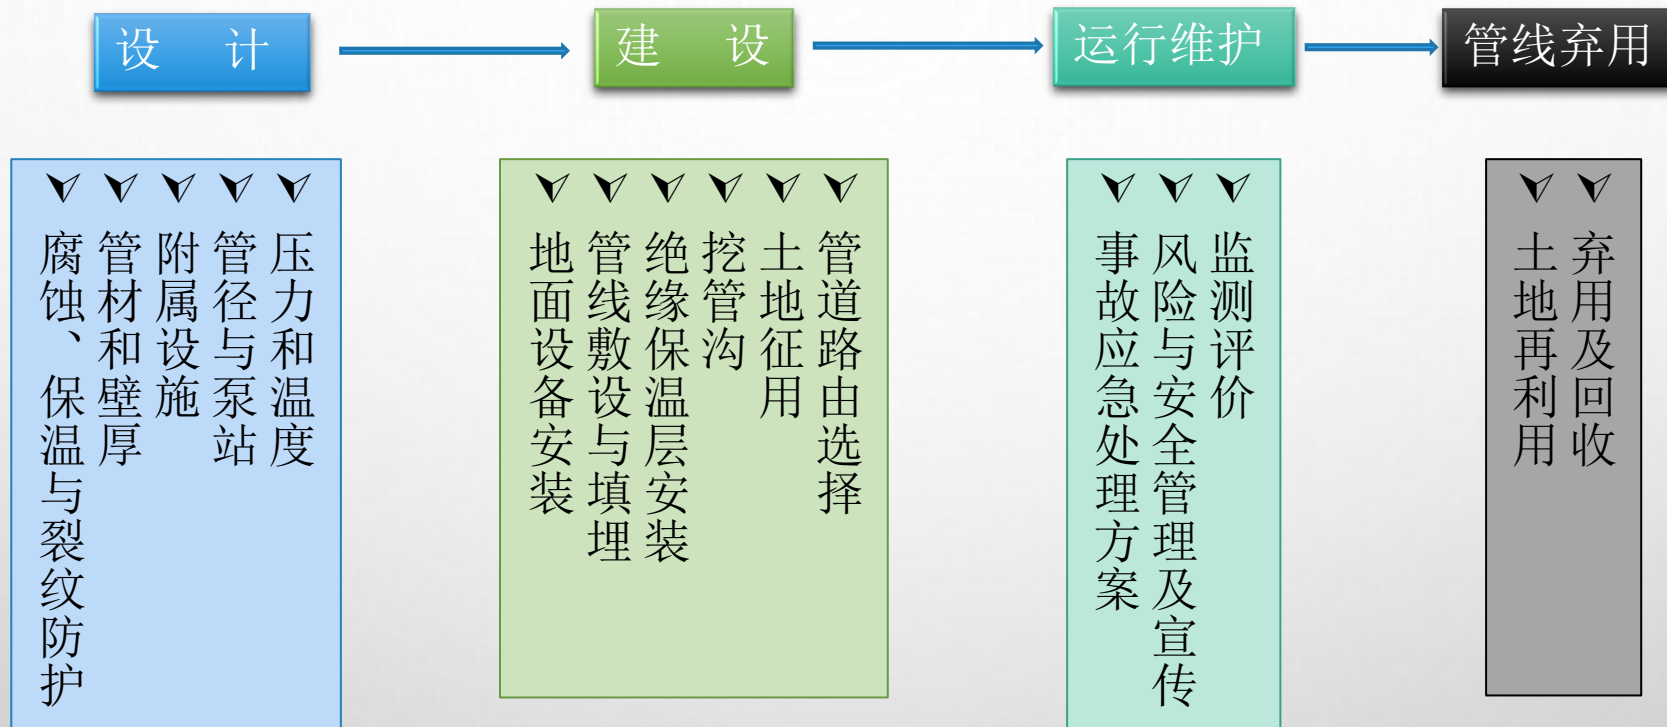 设 计
建 设
运行维护
管线弃用
压力和温度
管径与泵站
附属设施
管材和壁厚
腐蚀、保温与裂纹防护
管道路由选择
土地征用
挖管沟
绝缘保温层安装
管线敷设与填埋
地面设备安装
监测评价
风险与安全管理及宣传
事故应急处理方案
弃用及回收
土地再利用